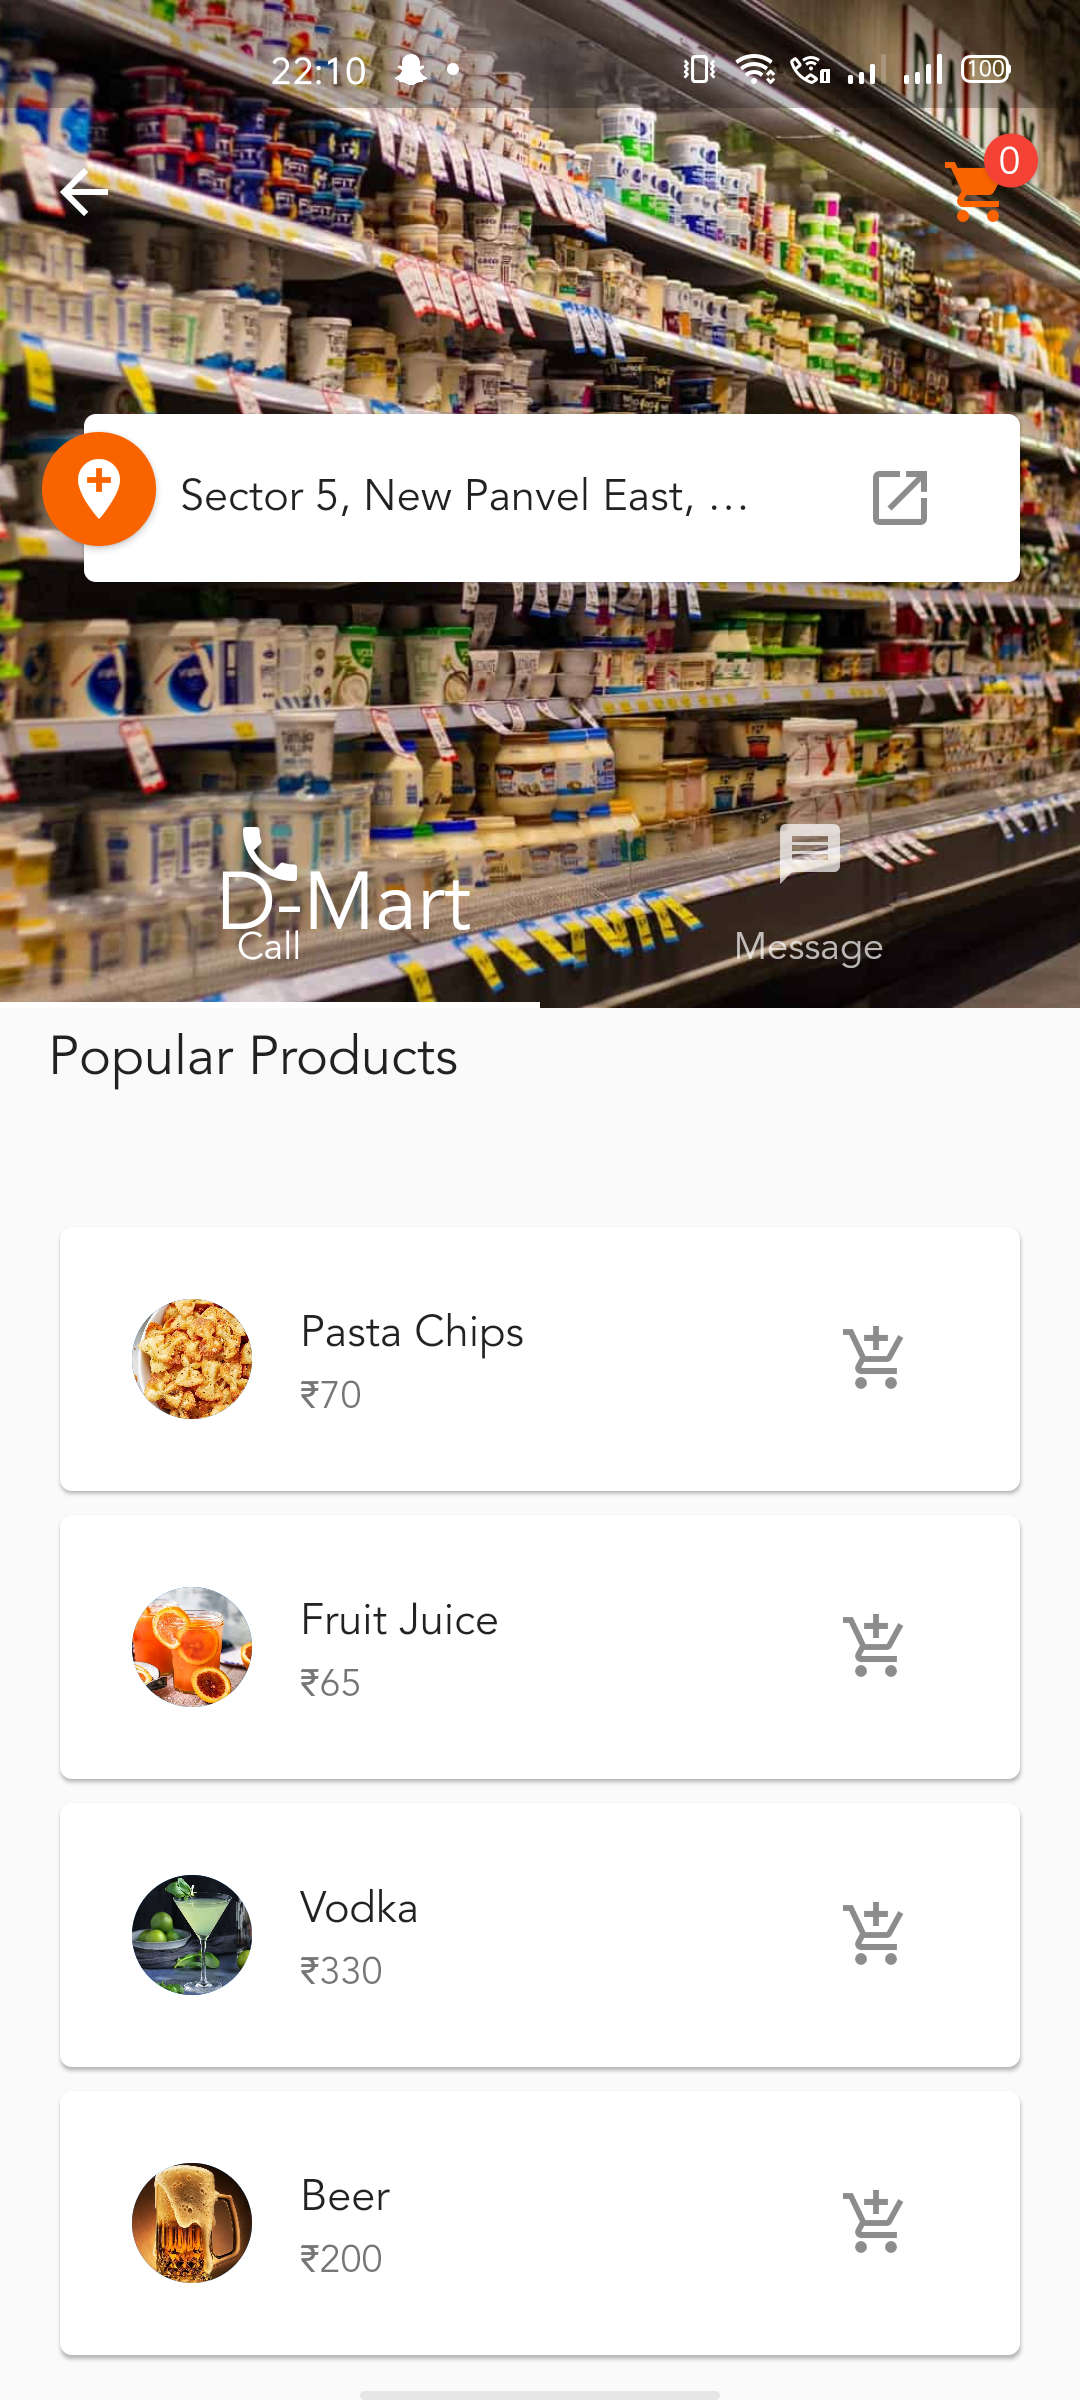 22:10
100
0
Sector 5, New Panvel East, ...
D-Mart
Call
Message
Popular Products
Pasta Chips
₹70
Fruit Juice
₹65
Vodka
₹330
Beer
₹200